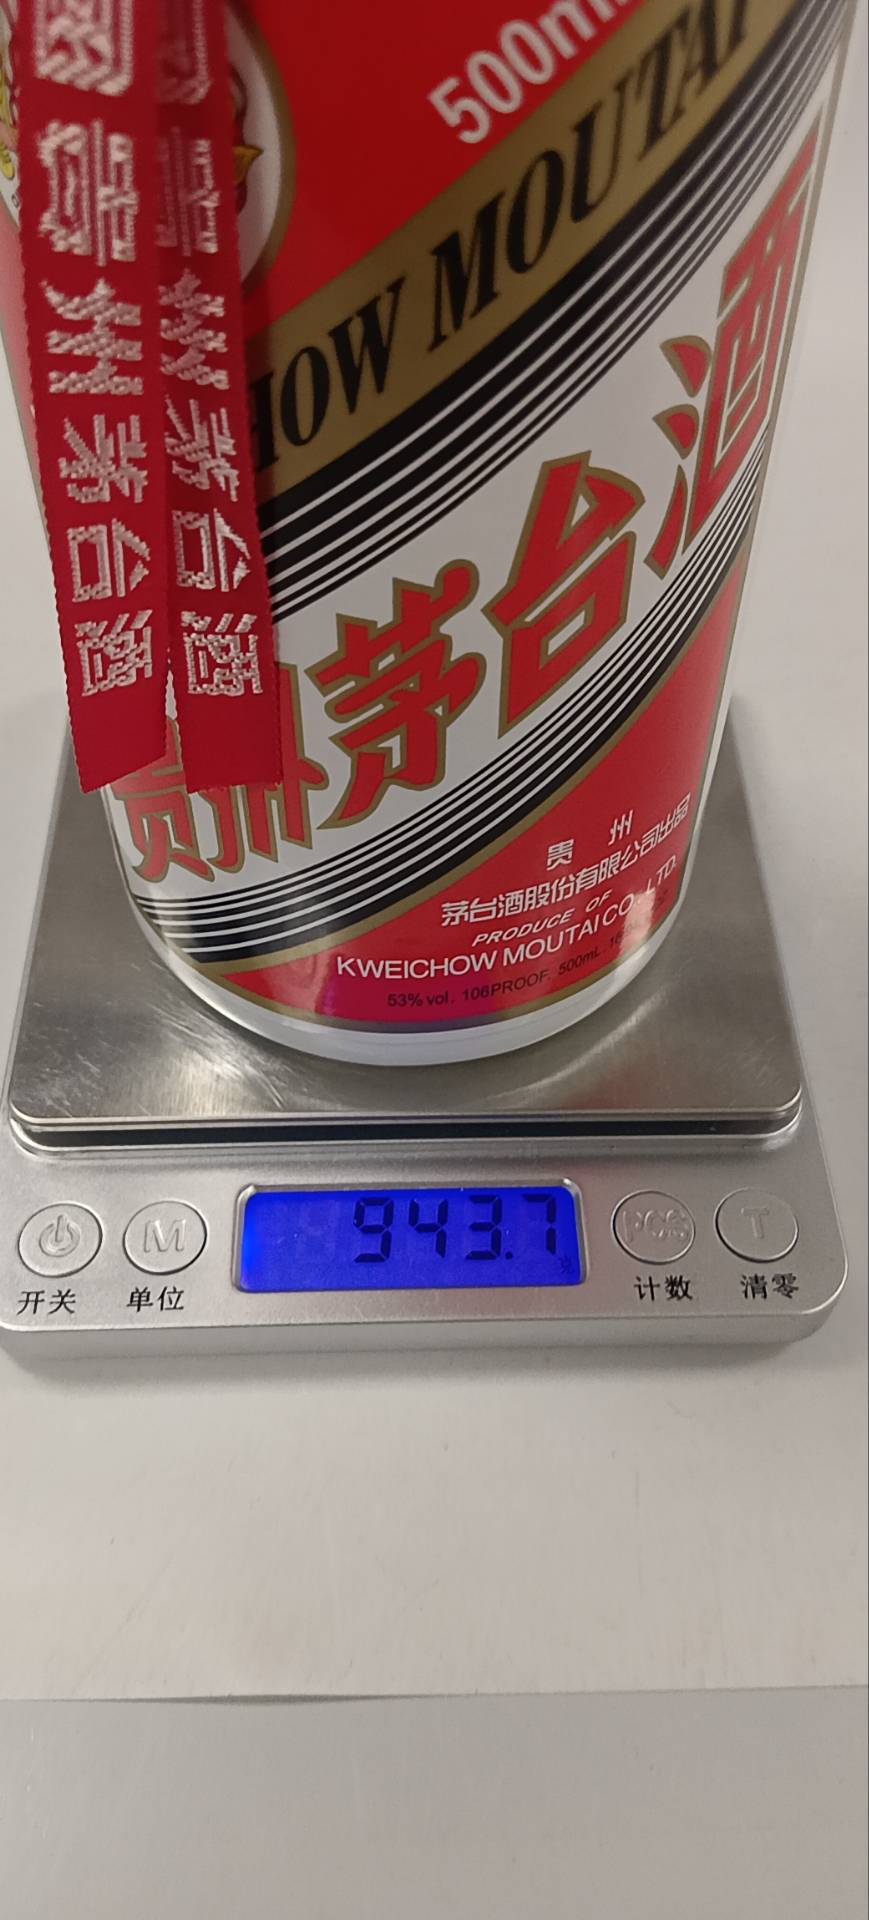 500ml
HOW MOUTAI
贵州茅台酒
贵州茅台酒
贵州茅台酒
贵州
茅台酒股份有限公司出品
PRODUCE OF
KWEICHOW MOUTAI CO., LTD.
53% vol. 106PROOF. 500mL.
943.7
M
PCS
T
开关
单位
计数
清零